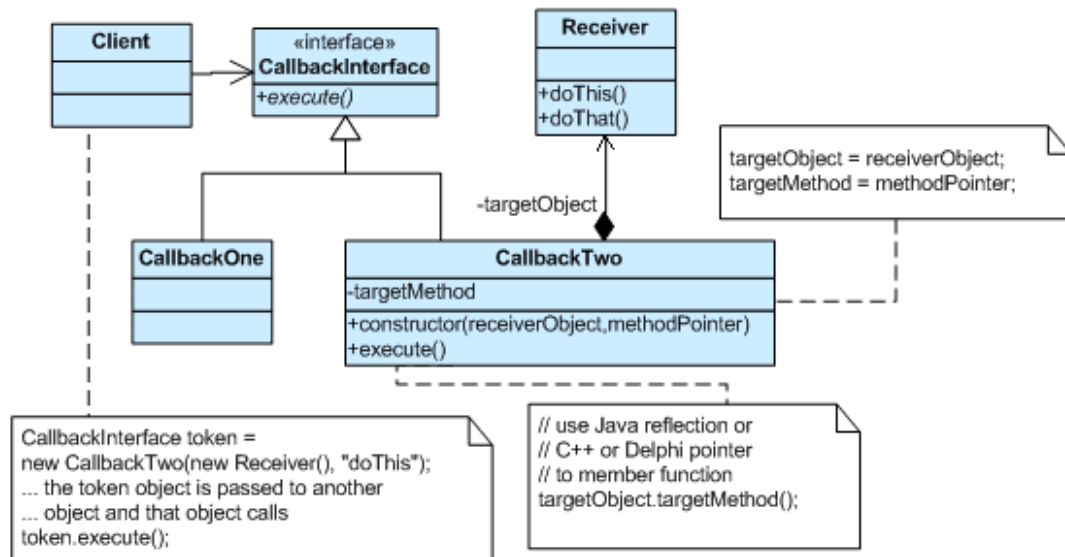 Client
«interface»
CallbackInterface
+execute()
Receiver
+doThis()
+doThat()
targetObject = receiverObject;
targetMethod = methodPointer;
-targetObject
CallbackOne
CallbackTwo
-targetMethod
+constructor(receiverObject,methodPointer)
+execute()
CallbackInterface token =
new CallbackTwo(new Receiver(), "doThis");
... the token object is passed to another
... object and that object calls
token.execute();
// use Java reflection or
// C++ or Delphi pointer
// to member function
targetObject.targetMethod();